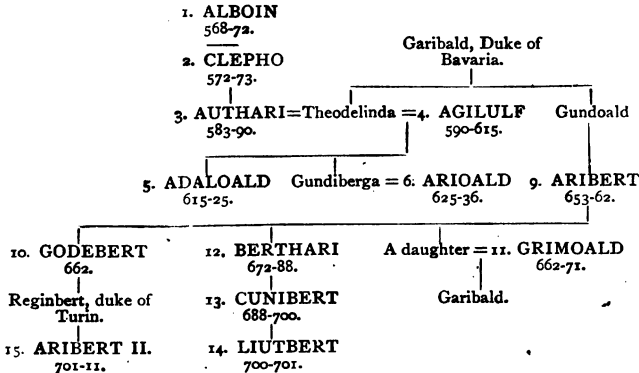 1. ALBOIN
568-72.
2. CLEPHO
572-73.
Garibald, Duke of
Bavaria.
3. AUTHARI=Theodelinda=4. AGILULF Gundoald
583-90. 590-615.
5. ADALOALD Gundiberga = 6. ARIOALD 9. ARIBERT
615-25. 625-36. 653-62.
10. GODEBERT 12. BERTHARI A daughter = 11. GRIMOALD
662. 672-88. 662-71.
Reginbert, duke of 13. CUNIBERT Garibald.
Turin. 688-700.
15. ARIBERT II. 14. LIUTBERT
701-11. 700-701.